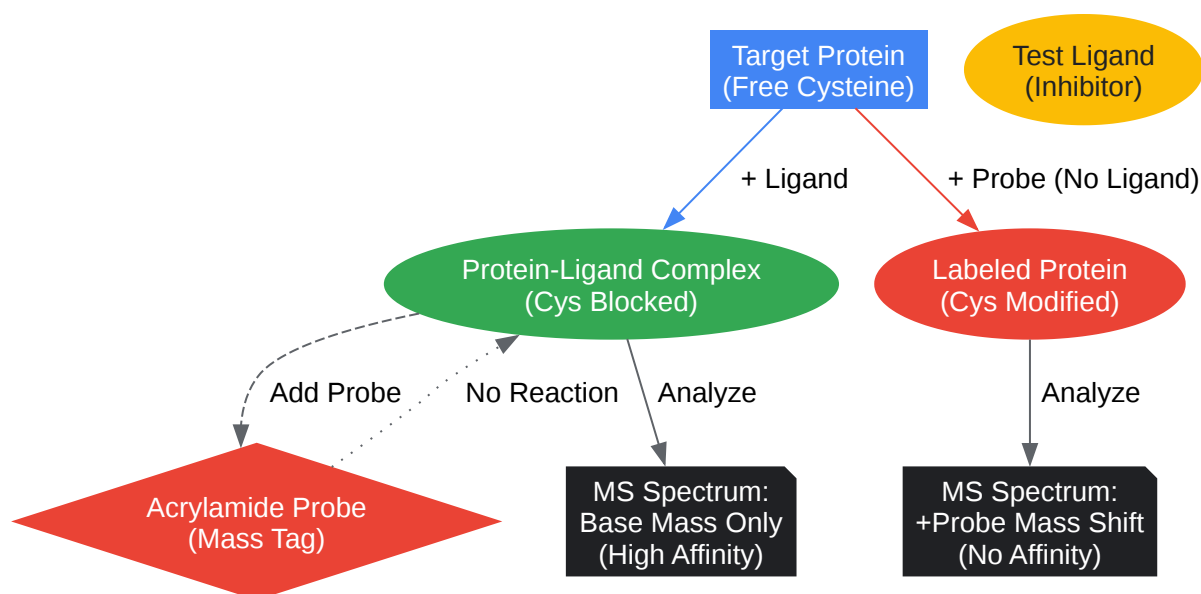 Target Protein
(Free Cysteine)
Test Ligand
(Inhibitor)
+ Ligand
+ Probe (No Ligand)
Protein-Ligand Complex
(Cys Blocked)
Labeled Protein
(Cys Modified)
Add Probe
No Reaction
Analyze
Analyze
Acrylamide Probe
(Mass Tag)
MS Spectrum:
Base Mass Only
(High Affinity)
MS Spectrum:
+Probe Mass Shift
(No Affinity)